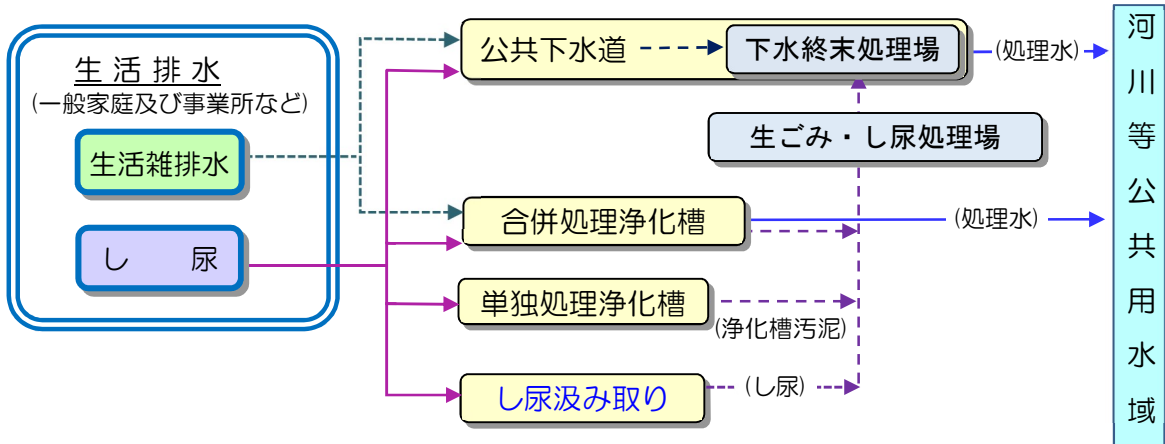 生活排水
(一般家庭及び事業所など)
生活雑排水
し 尿
公共下水道
下水終末処理場
(処理水)
生ごみ・し尿処理場
合併処理浄化槽
(処理水)
単独処理浄化槽
(浄化槽汚泥)
し尿汲み取り
(し尿)
河川等公共用水域